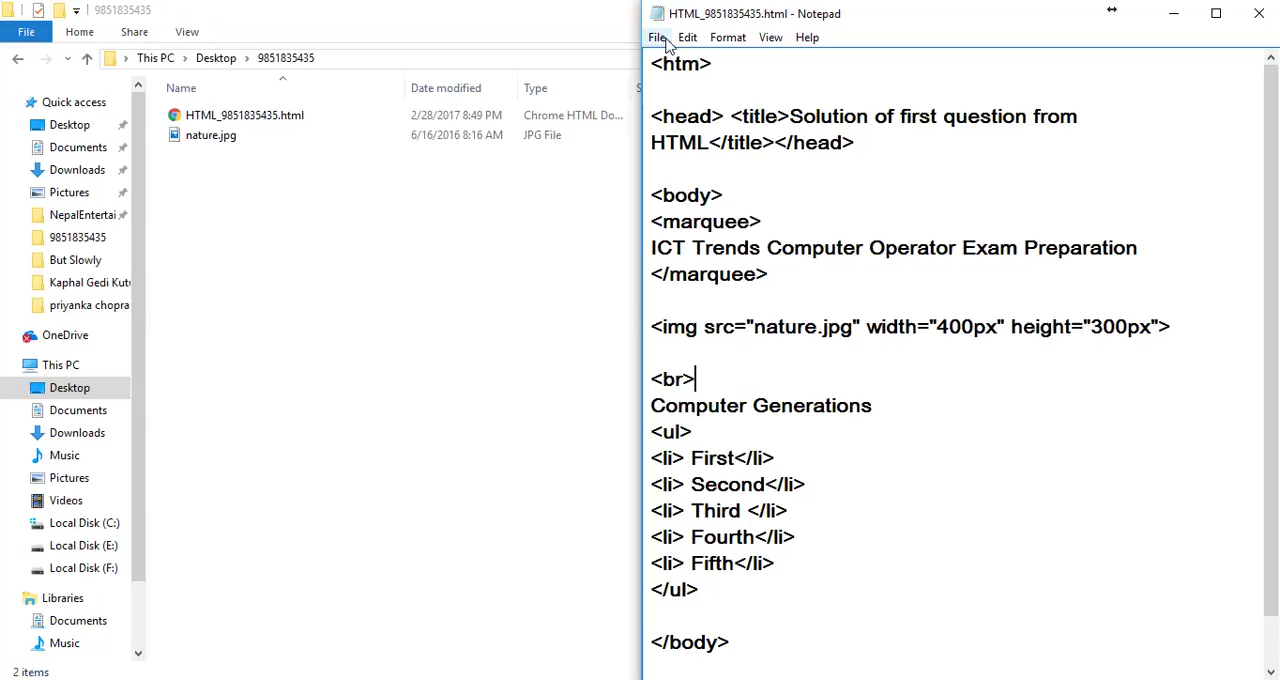 9851835435
File Home Share View
This PC Desktop 9851835435
Name Date modified Type S
HTML_9851835435.html 2/28/2017 8:49 PM Chrome HTML Do...
nature.jpg 6/16/2016 8:16 AM JPG File
Quick access
Desktop
Documents
Downloads
Pictures
NepalEntertai
9851835435
But Slowly
Kaphal Gedi Kutu
priyanka chopra
OneDrive
This PC
Desktop
Documents
Downloads
Music
Pictures
Videos
Local Disk (C:)
Local Disk (E:)
Local Disk (F:)
Libraries
Documents
Music
2 items
HTML_9851835435.html - Notepad
File Edit Format View Help
<htm>
<head> <title>Solution of first question from
HTML</title></head>
<body>
<marquee>
ICT Trends Computer Operator Exam Preparation
</marquee>
<img src="nature.jpg" width="400px" height="300px">
<br>
Computer Generations
<ul>
<li> First</li>
<li> Second</li>
<li> Third </li>
<li> Fourth</li>
<li> Fifth</li>
</ul>
</body>